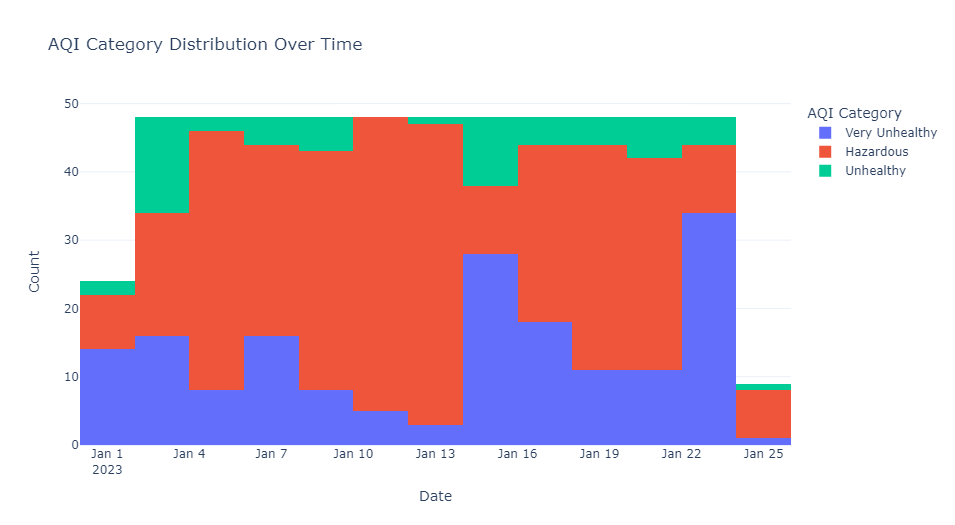 AQI Category Distribution Over Time
AQI Category
Very Unhealthy
Hazardous
Unhealthy
50
40
30
20
10
0
Count
Jan 1 Jan 4 Jan 7 Jan 10 Jan 13 Jan 16 Jan 19 Jan 22 Jan 25
2023
Date